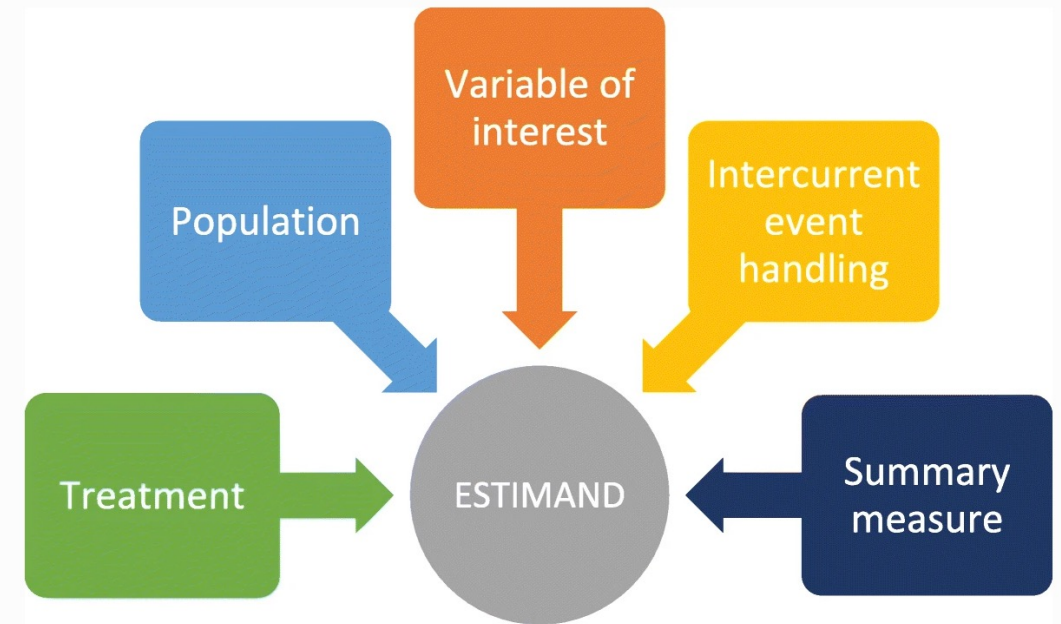 Variable of
interest
Population
Intercurrent
event
handling
Treatment
ESTIMAND
Summary
measure